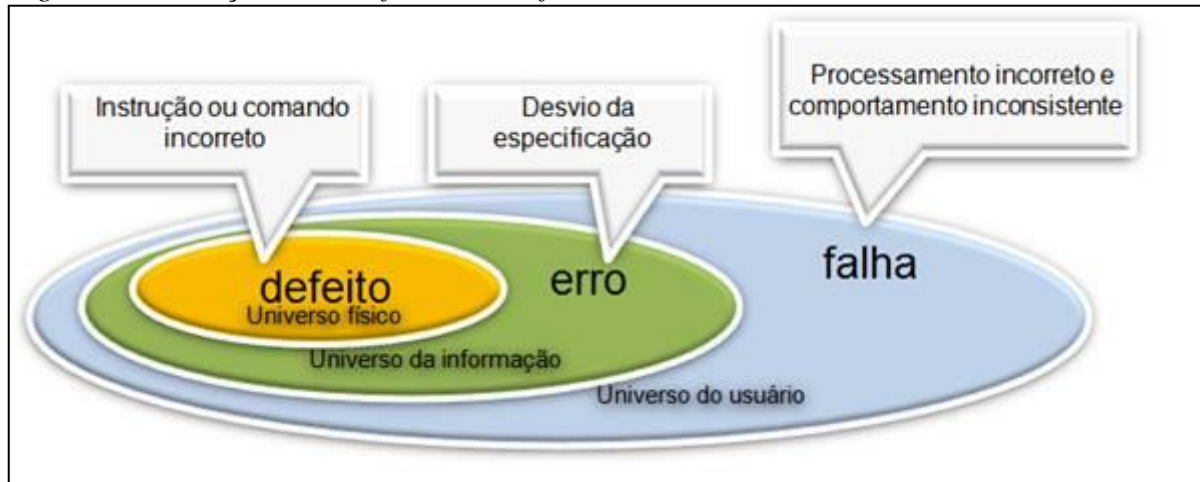 Instrução ou comando
incorreto
Desvio da
especificação
Processamento incorreto e
comportamento inconsistente
defeito
Universo físico
erro
falha
Universo da informação
Universo do usuário